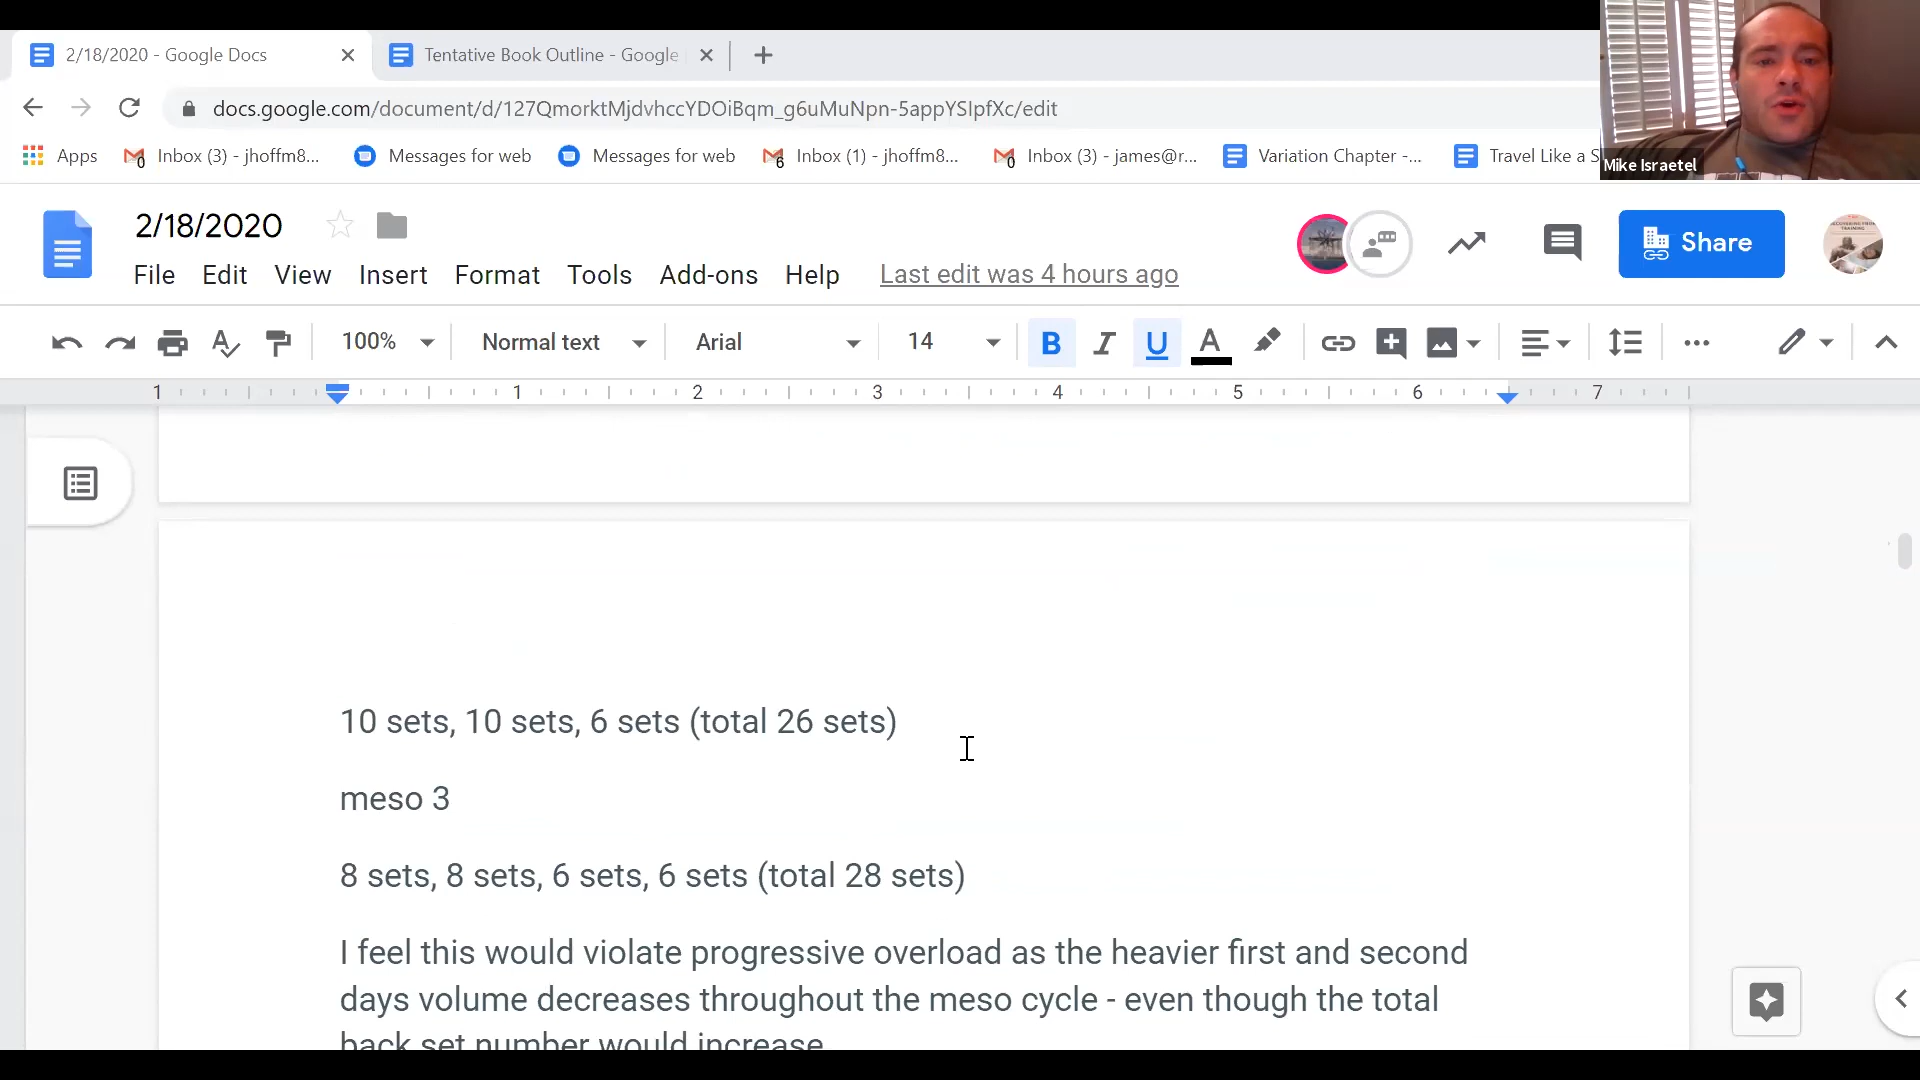 2/18/2020 - Google Docs
Tentative Book Outline - Google
docs.google.com/document/d/127QmorktMjdvhccYDOiBqm_g6uMuNpn-5appYSIpfXc/edit
Apps
Inbox (3) - jhoffm8...
Messages for web
Messages for web
Inbox (1) - jhoffm8...
Inbox (3) - james@r...
Variation Chapter -...
Travel Like a S
Mike Israetel
2/18/2020
Share
File Edit View Insert Format Tools Add-ons Help Last edit was 4 hours ago
100% Normal text Arial 14 B I U A
1 1 2 3 4 5 6 7
10 sets, 10 sets, 6 sets (total 26 sets)
meso 3
8 sets, 8 sets, 6 sets, 6 sets (total 28 sets)
I feel this would violate progressive overload as the heavier first and second
days volume decreases throughout the meso cycle - even though the total
back set number would increase.